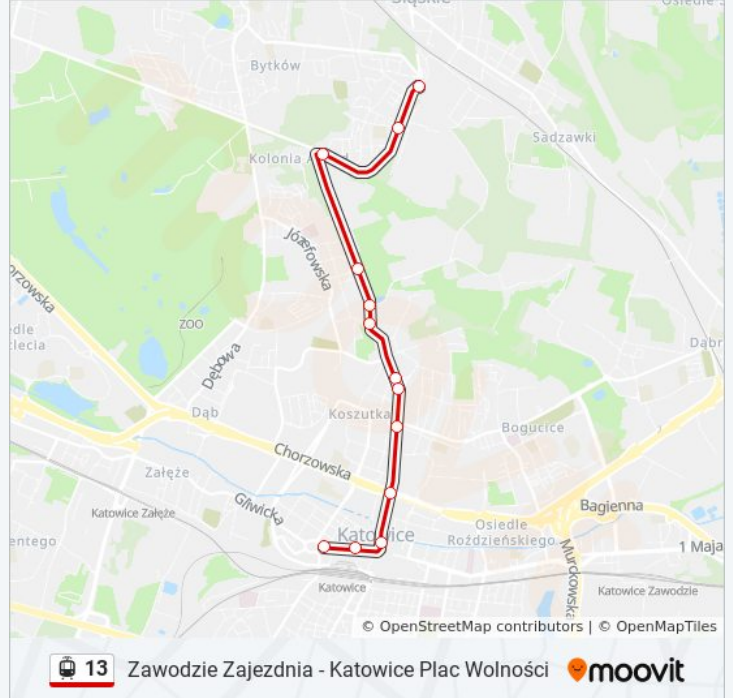 Śląskie
Osiedle
Bytków
Sadzawki
Kolonia
Józefowska
orzowska
ZOO
edle
zlecia
Dębowa
Dąbr
Dąb
Koszutka
Bogucice
Chorzowska
Załęże
Gliwicka
Katowice Załęże
Bagienna
Osiedle
Roździeńskiego
Katowice
entego
1 Maja
Murckowska
Katowice
Katowice Zawodzie
© OpenStreetMap contributors | © OpenMapTiles
13 Zawodzie Zajezdnia - Katowice Plac Wolności moovit